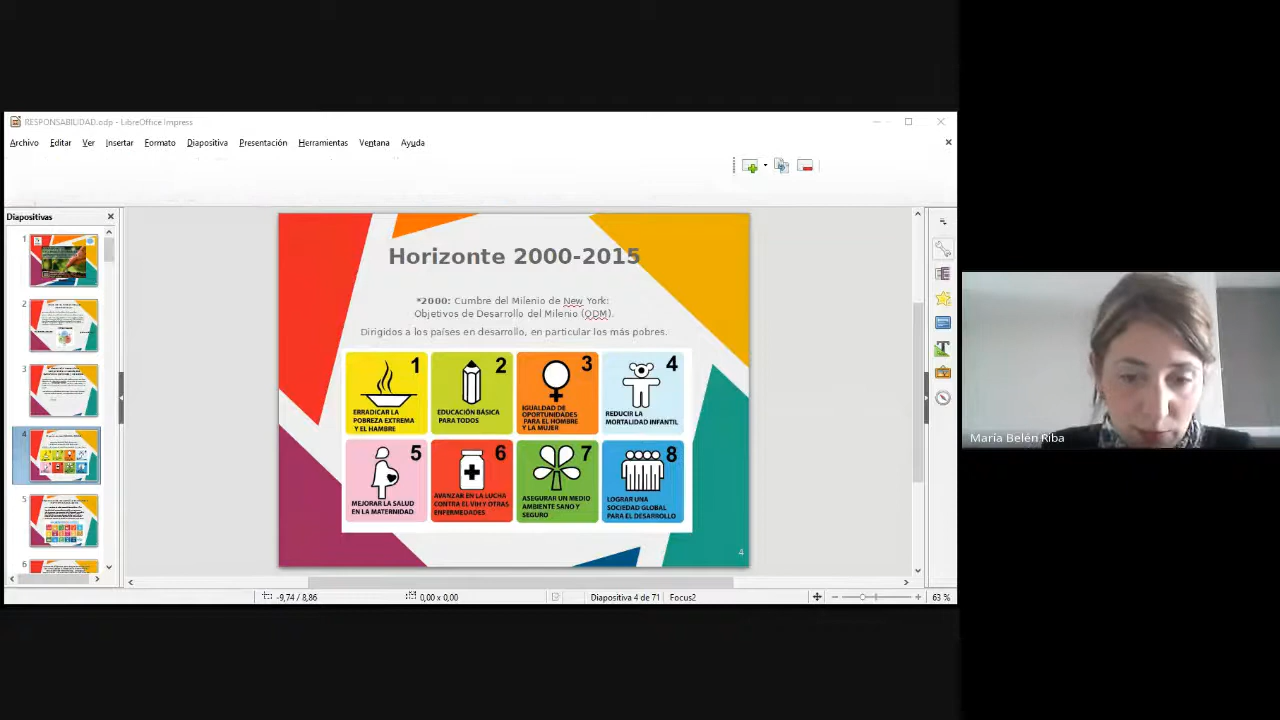 RESPONSABILIDAD.odp - LibreOffice Impress
Archivo Editar Ver Insertar Formato Diapositiva Presentación Herramientas Ventana Ayuda
Diapositivas
1
2
3
4
5
6
Horizonte 2000-2015
*2000: Cumbre del Milenio de New York:
Objetivos de Desarrollo del Milenio (ODM).
Dirigidos a los países en desarrollo, en particular los más pobres.
1
ERRADICAR LA
POBREZA EXTREMA
Y EL HAMBRE
2
EDUCACIÓN BÁSICA
PARA TODOS
3
IGUALDAD DE
OPORTUNIDADES
PARA EL HOMBRE
Y LA MUJER
4
REDUCIR LA
MORTALIDAD INFANTIL
5
MEJORAR LA SALUD
EN LA MATERNIDAD
6
AVANZAR EN LA LUCHA
CONTRA EL VIH Y OTRAS
ENFERMEDADES
7
ASEGURAR UN MEDIO
AMBIENTE SANO Y
SEGURO
8
LOGRAR UNA
SOCIEDAD GLOBAL
PARA EL DESARROLLO
4
-9,74 / 8,86 0,00 x 0,00 Diapositiva 4 de 71 Focus2 63 %
María Belén Riba